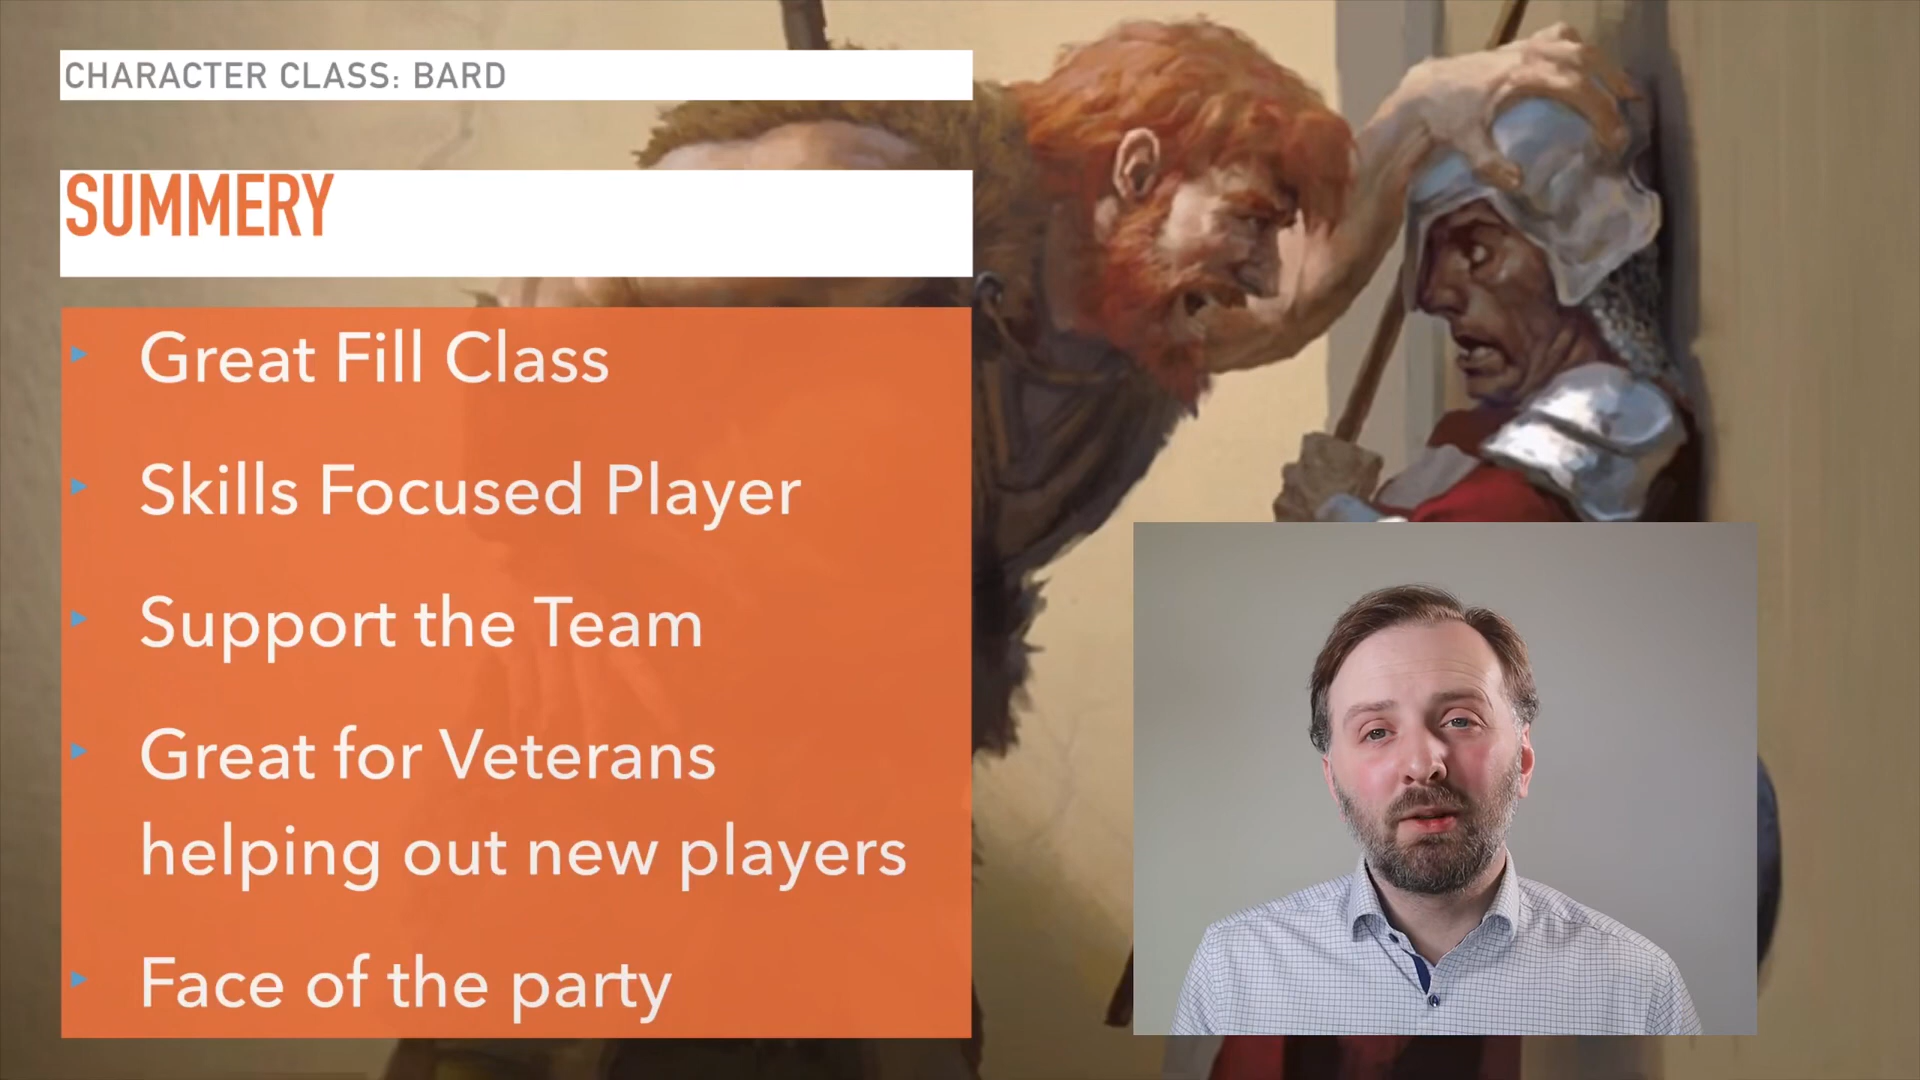 CHARACTER CLASS: BARD
SUMMERY
Great Fill Class
Skills Focused Player
Support the Team
Great for Veterans
helping out new players
Face of the party